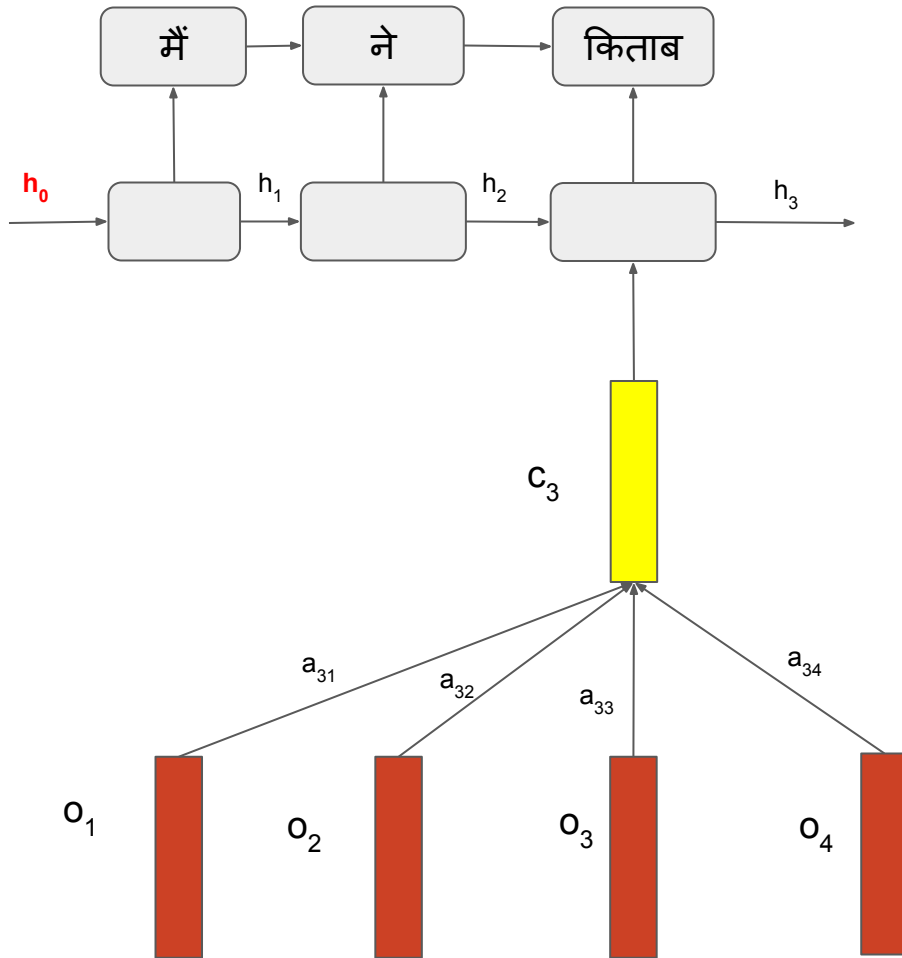 मैं ने किताब
h₀ h₁ h₂ h₃
c₃
a₃₁ a₃₂ a₃₃ a₃₄
o₁ o₂ o₃ o₄